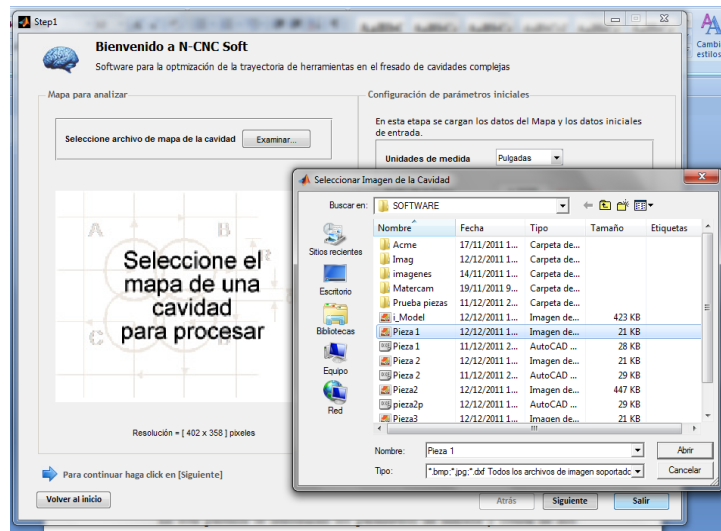 Step1
Bienvenido a N-CNC Soft
Software para la optmización de la trayectoria de herramientas en el fresado de cavidades complejas
Cambi
estilos
Mapa para analizar
Seleccione archivo de mapa de la cavidad Examinar...
A B
C
Seleccione el
mapa de una
cavidad
para procesar
Resolución = [ 402 x 358 ] pixeles
Configuración de parámetros iniciales
En esta etapa se cargan los datos del Mapa y los datos iniciales
de entrada.
Unidades de medida Pulgadas
Seleccionar Imagen de la Cavidad
Buscar en: SOFTWARE
Sitios recientes
Escritorio
Bibliotecas
Equipo
Red
Nombre Fecha Tipo Tamaño Etiquetas
Acme 17/11/2011 1... Carpeta de...
Imag 12/12/2011 1... Carpeta de...
imagenes 14/11/2011 1... Carpeta de...
Matercam 19/11/2011 9... Carpeta de...
Prueba piezas 11/12/2011 2... Carpeta de...
i_Model 12/12/2011 1... Imagen de... 423 KB
Pieza 1 12/12/2011 1... Imagen de... 21 KB
Pieza 1 11/12/2011 2... AutoCAD ... 28 KB
Pieza 2 12/12/2011 1... Imagen de... 21 KB
Pieza 2 11/12/2011 2... AutoCAD ... 29 KB
Pieza2 12/12/2011 1... Imagen de... 447 KB
pieza2p 12/12/2011 1... AutoCAD ... 29 KB
Pieza3 12/12/2011 1... Imagen de... 21 KB
Nombre: Pieza 1 Abrir
Tipo: *.bmp;*.jpg;*.dxf Todos los archivos de imagen soportadc Cancelar
Para continuar haga click en [Siguiente]
Volver al inicio Atrás Siguiente Salir